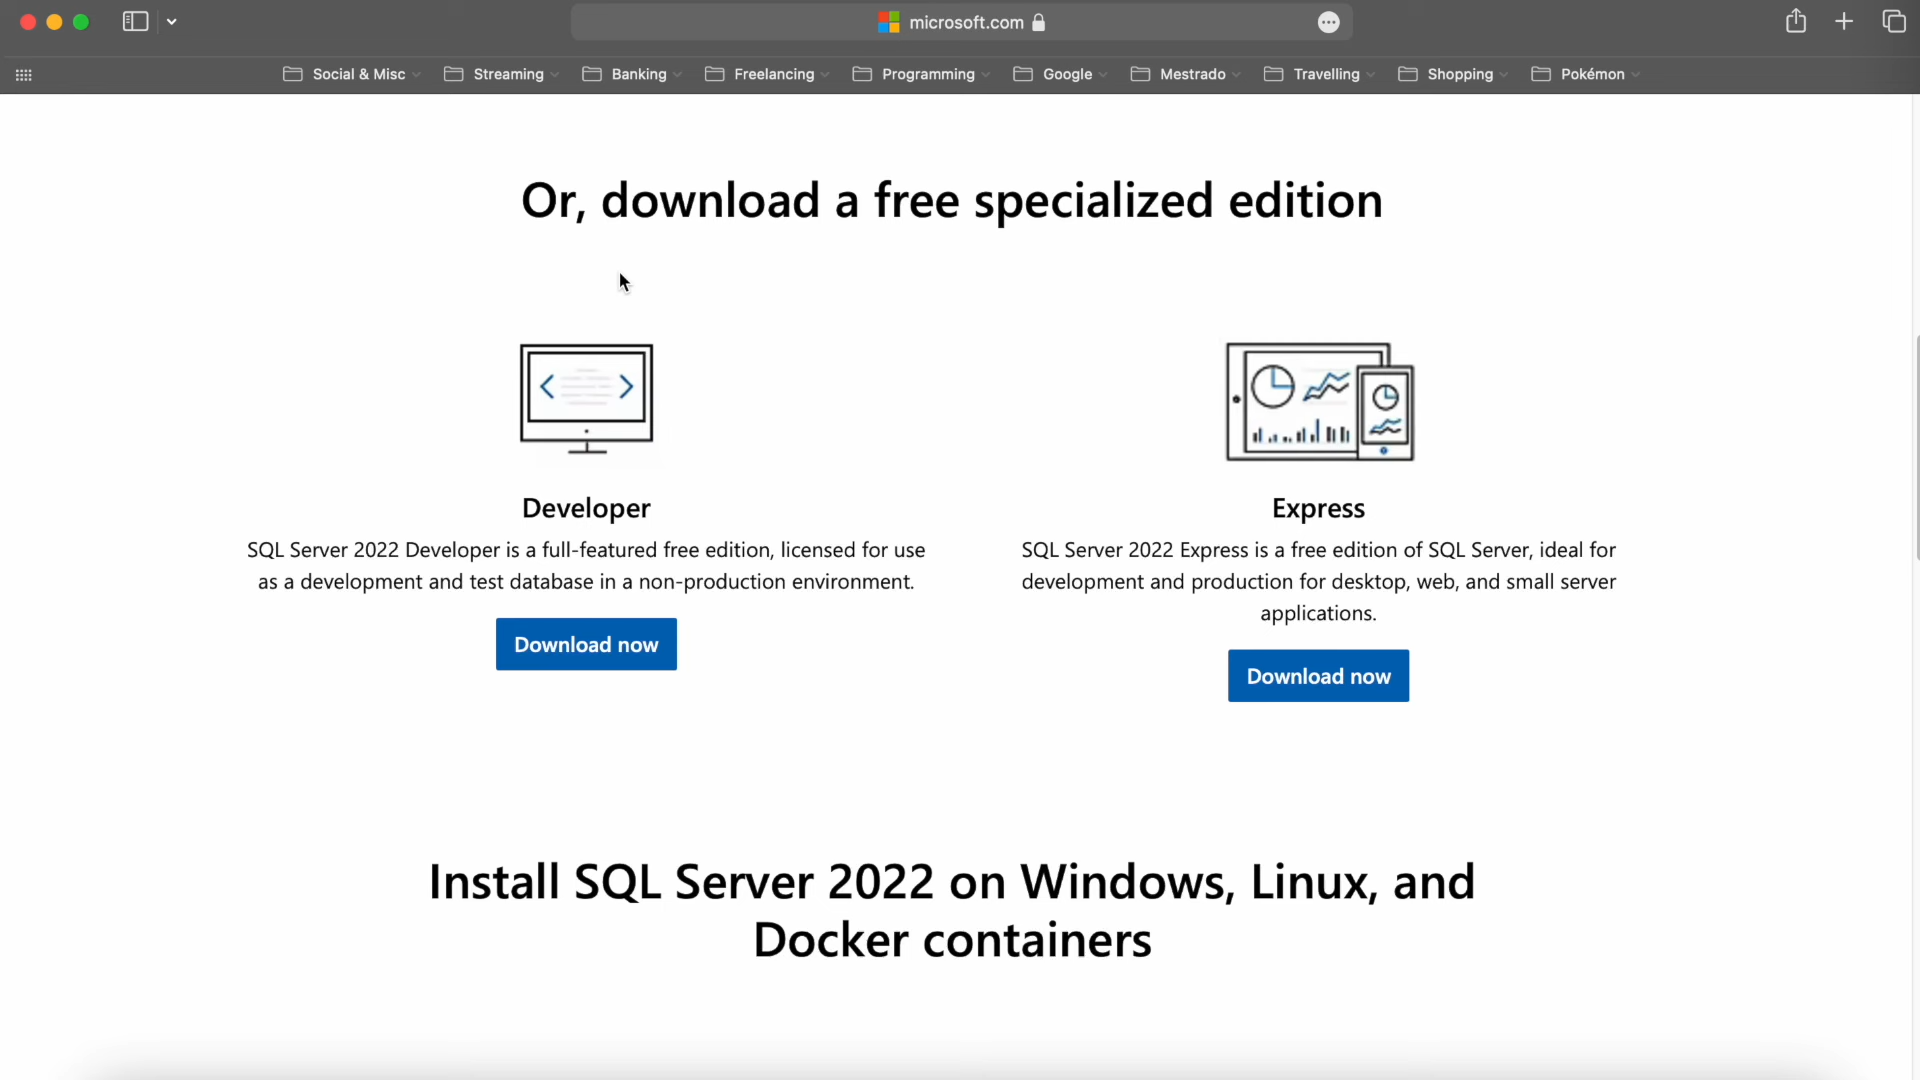 microsoft.com
Social & Misc Streaming Banking Freelancing Programming Google Mestrado Travelling Shopping Pokémon
Or, download a free specialized edition
Developer
SQL Server 2022 Developer is a full-featured free edition, licensed for use
as a development and test database in a non-production environment.
Download now
Express
SQL Server 2022 Express is a free edition of SQL Server, ideal for
development and production for desktop, web, and small server
applications.
Download now
Install SQL Server 2022 on Windows, Linux, and
Docker containers